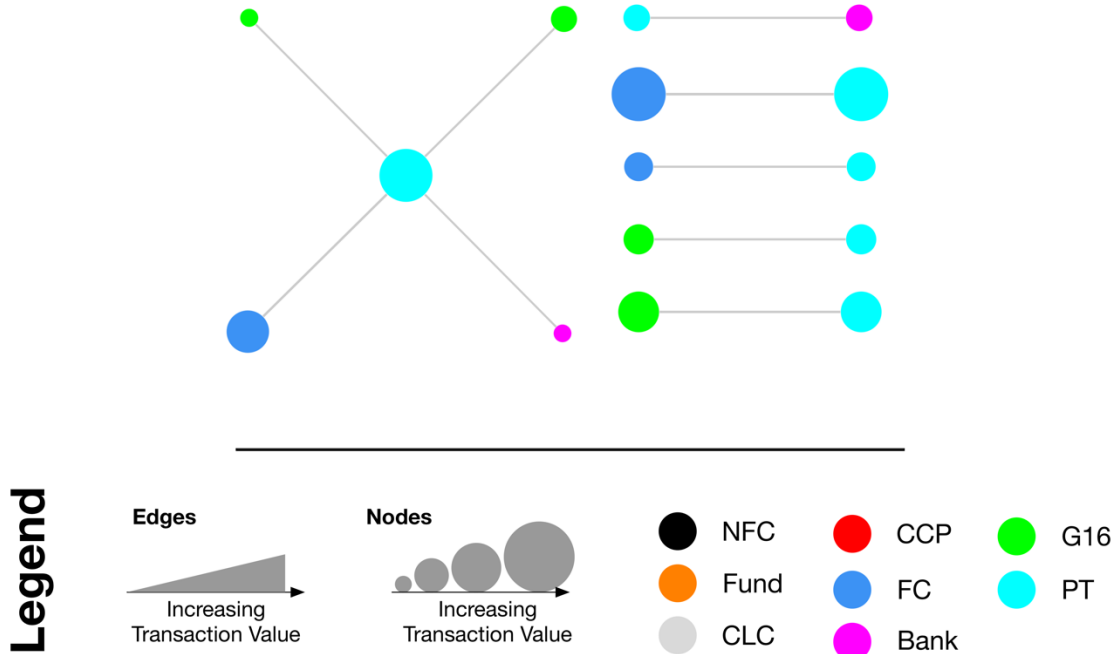 Legend
Edges
Increasing
Transaction Value
Nodes
Increasing
Transaction Value
NFC
Fund
CLC
CCP
FC
Bank
G16
PT